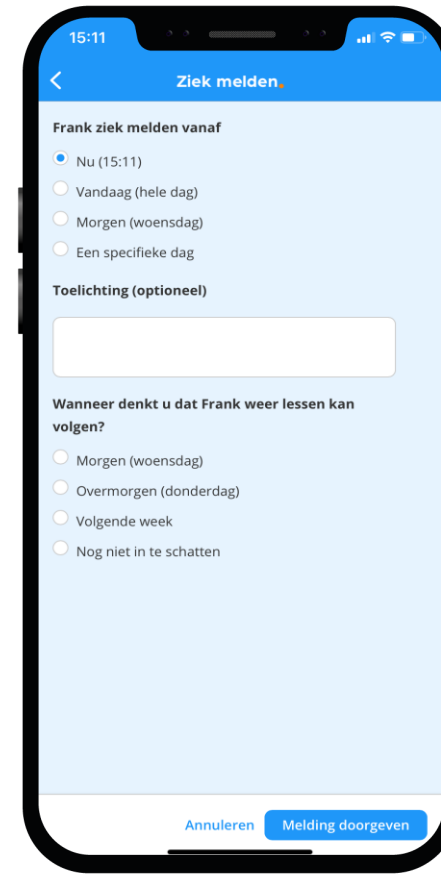 15:11
Ziek melden.
Frank ziek melden vanaf
Nu (15:11)
Vandaag (hele dag)
Morgen (woensdag)
Een specifieke dag
Toelichting (optioneel)
Wanneer denkt u dat Frank weer lessen kan
volgen?
Morgen (woensdag)
Overmorgen (donderdag)
Volgende week
Nog niet in te schatten
Annuleren
Melding doorgeven